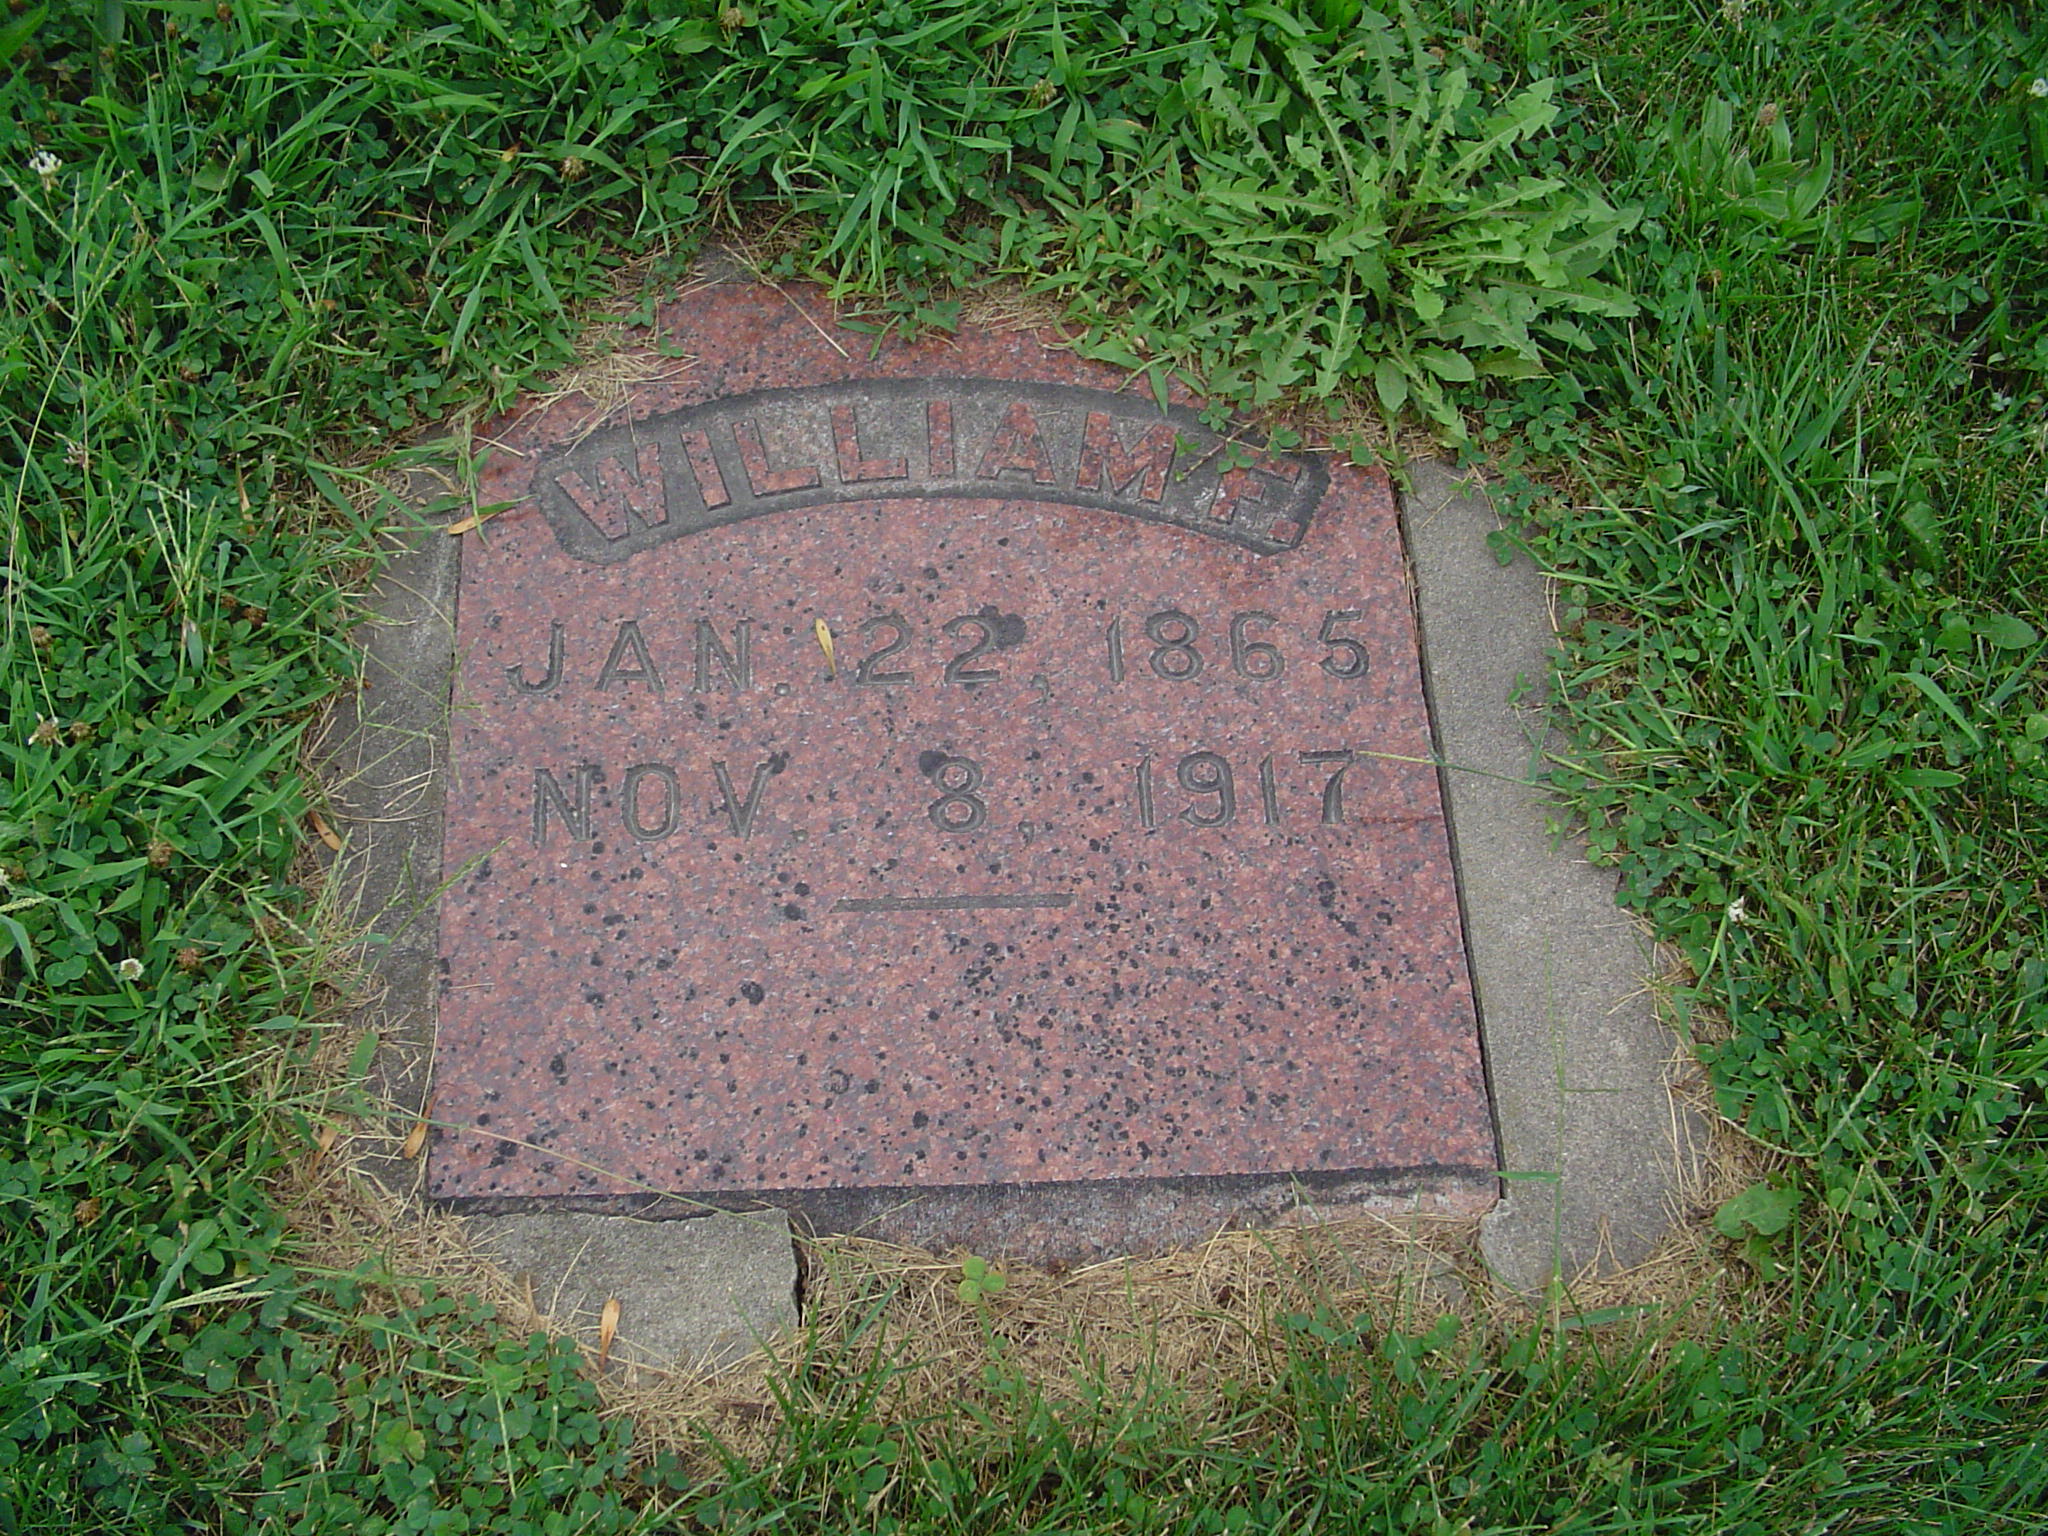 WILLIAM F.
JAN. 22, 1865
NOV. 8, 1917